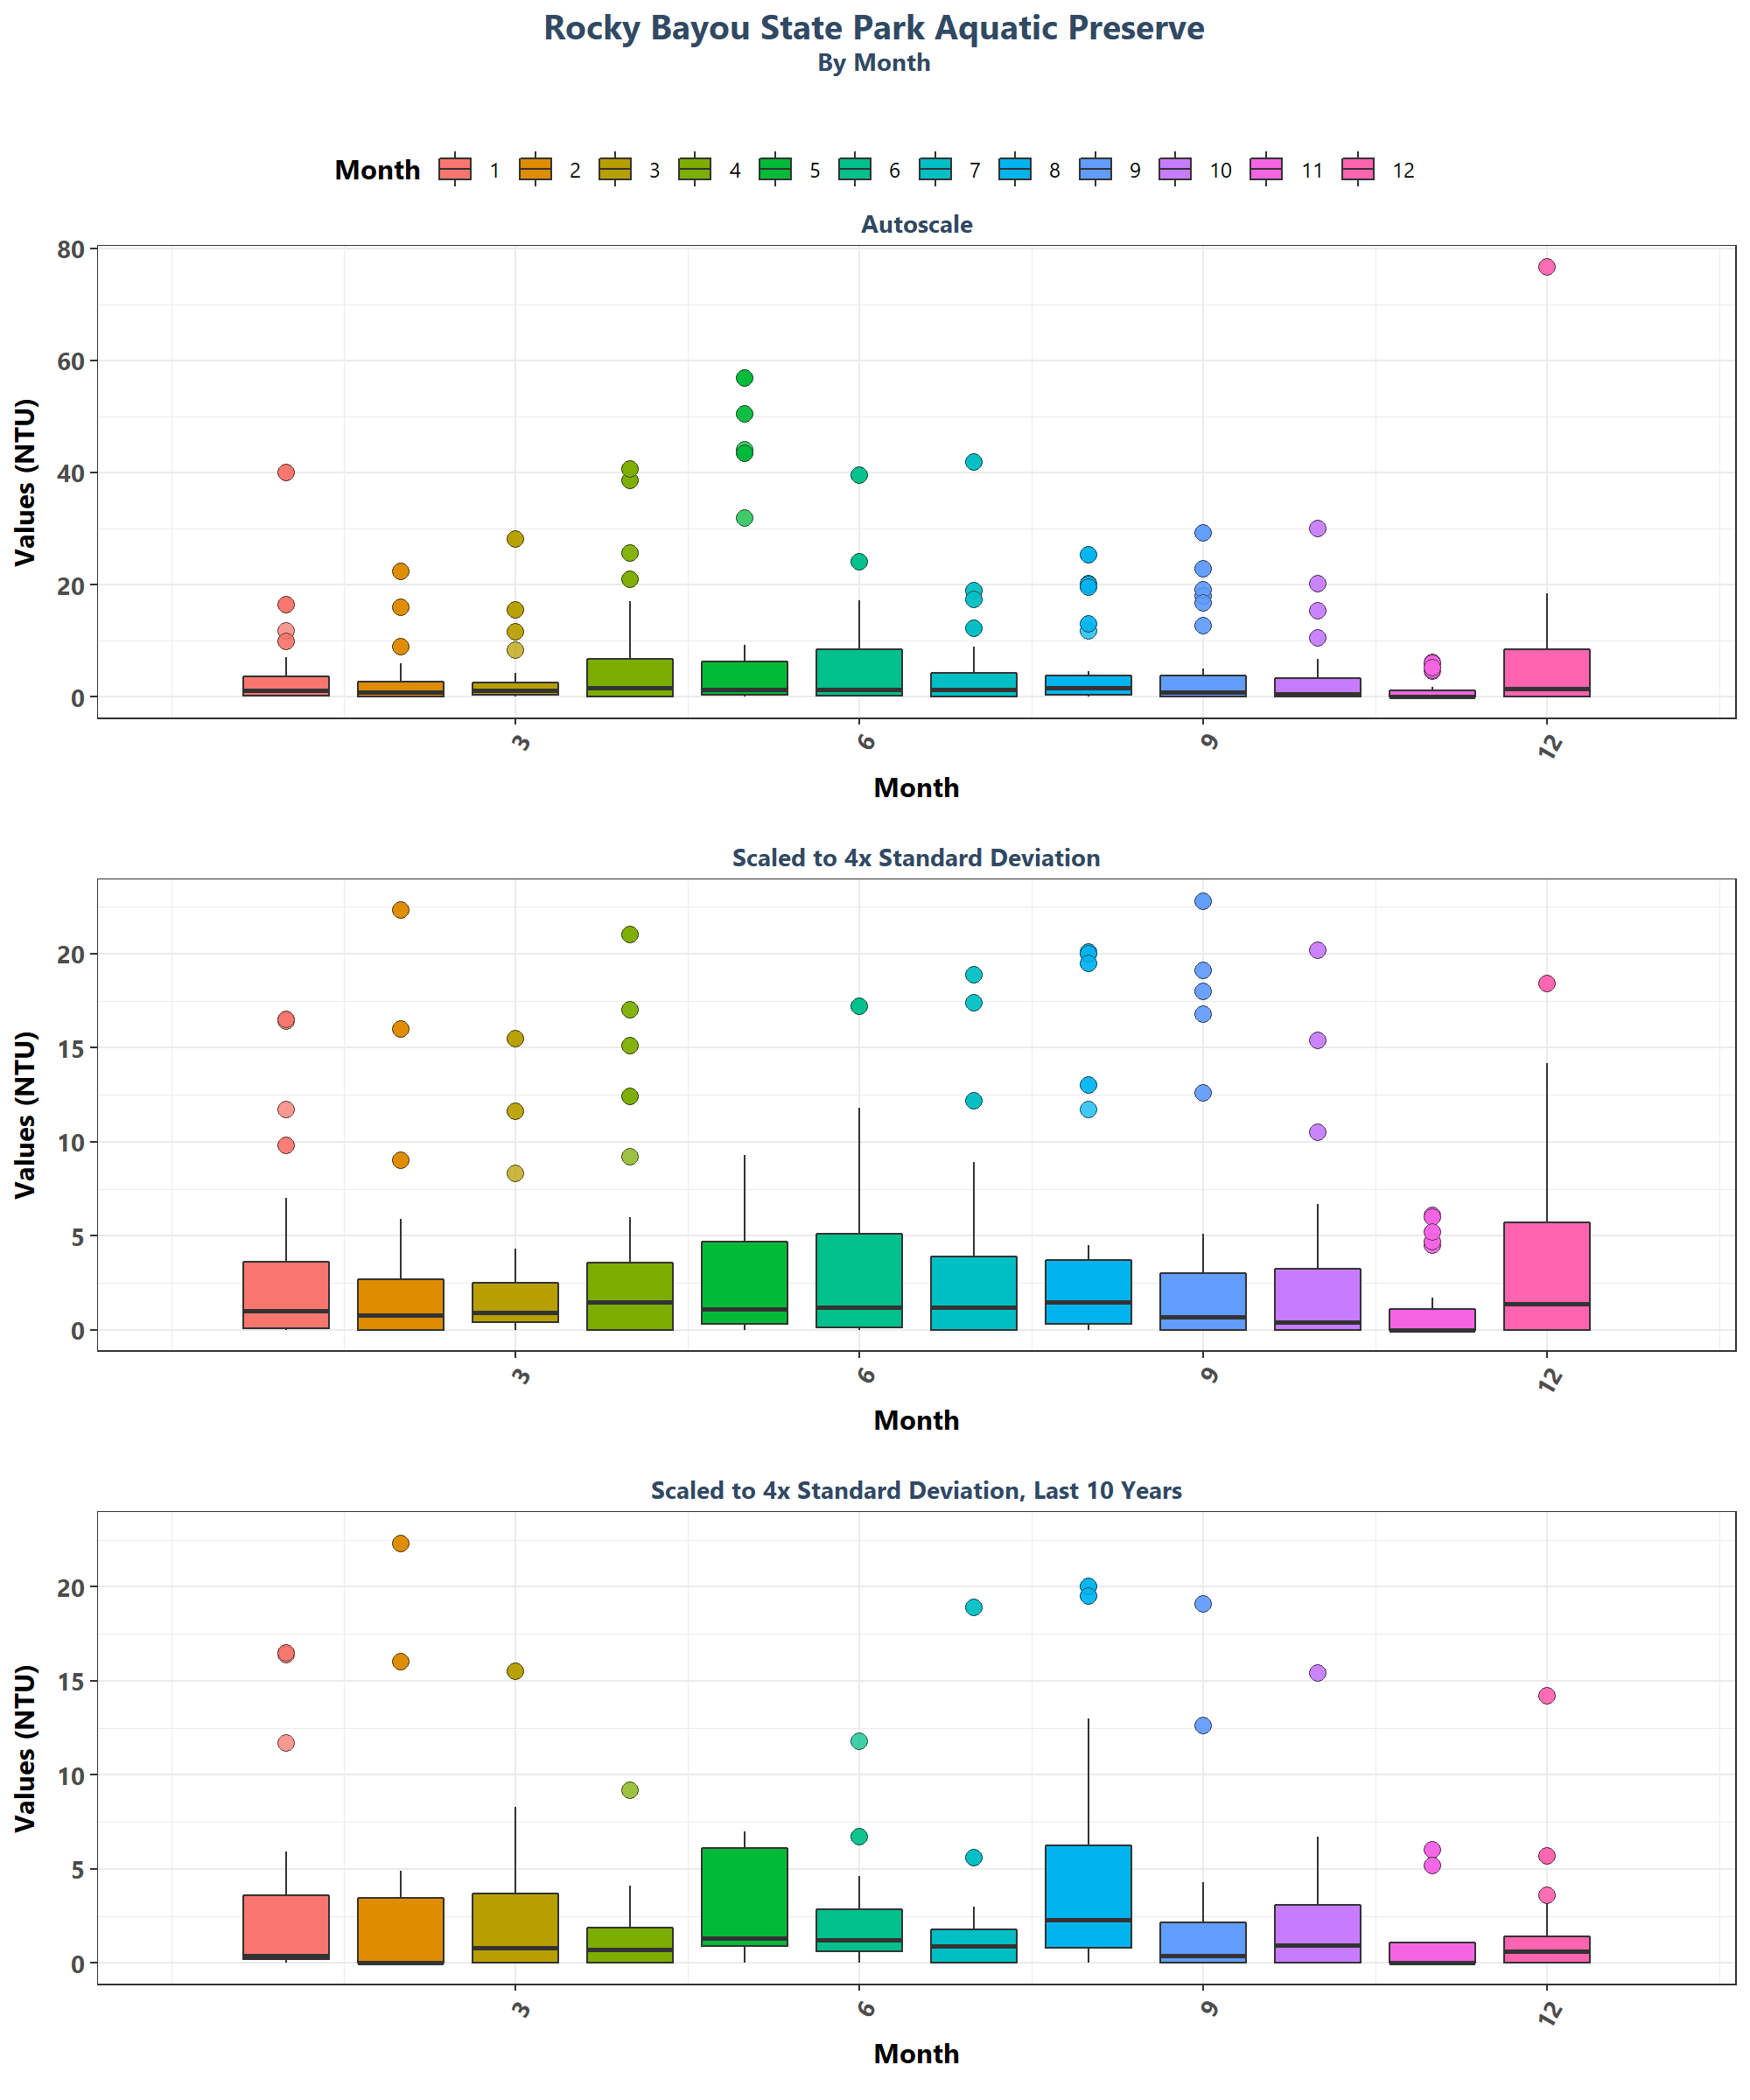 Rocky Bayou State Park Aquatic Preserve
By Month
Month 1 2 3 4 5 6 7 8 9 10 11 12
Autoscale
Values (NTU)
80
60
40
20
0
3 6 9 12
Month
Scaled to 4x Standard Deviation
Values (NTU)
20
15
10
5
0
3 6 9 12
Month
Scaled to 4x Standard Deviation, Last 10 Years
Values (NTU)
20
15
10
5
0
3 6 9 12
Month